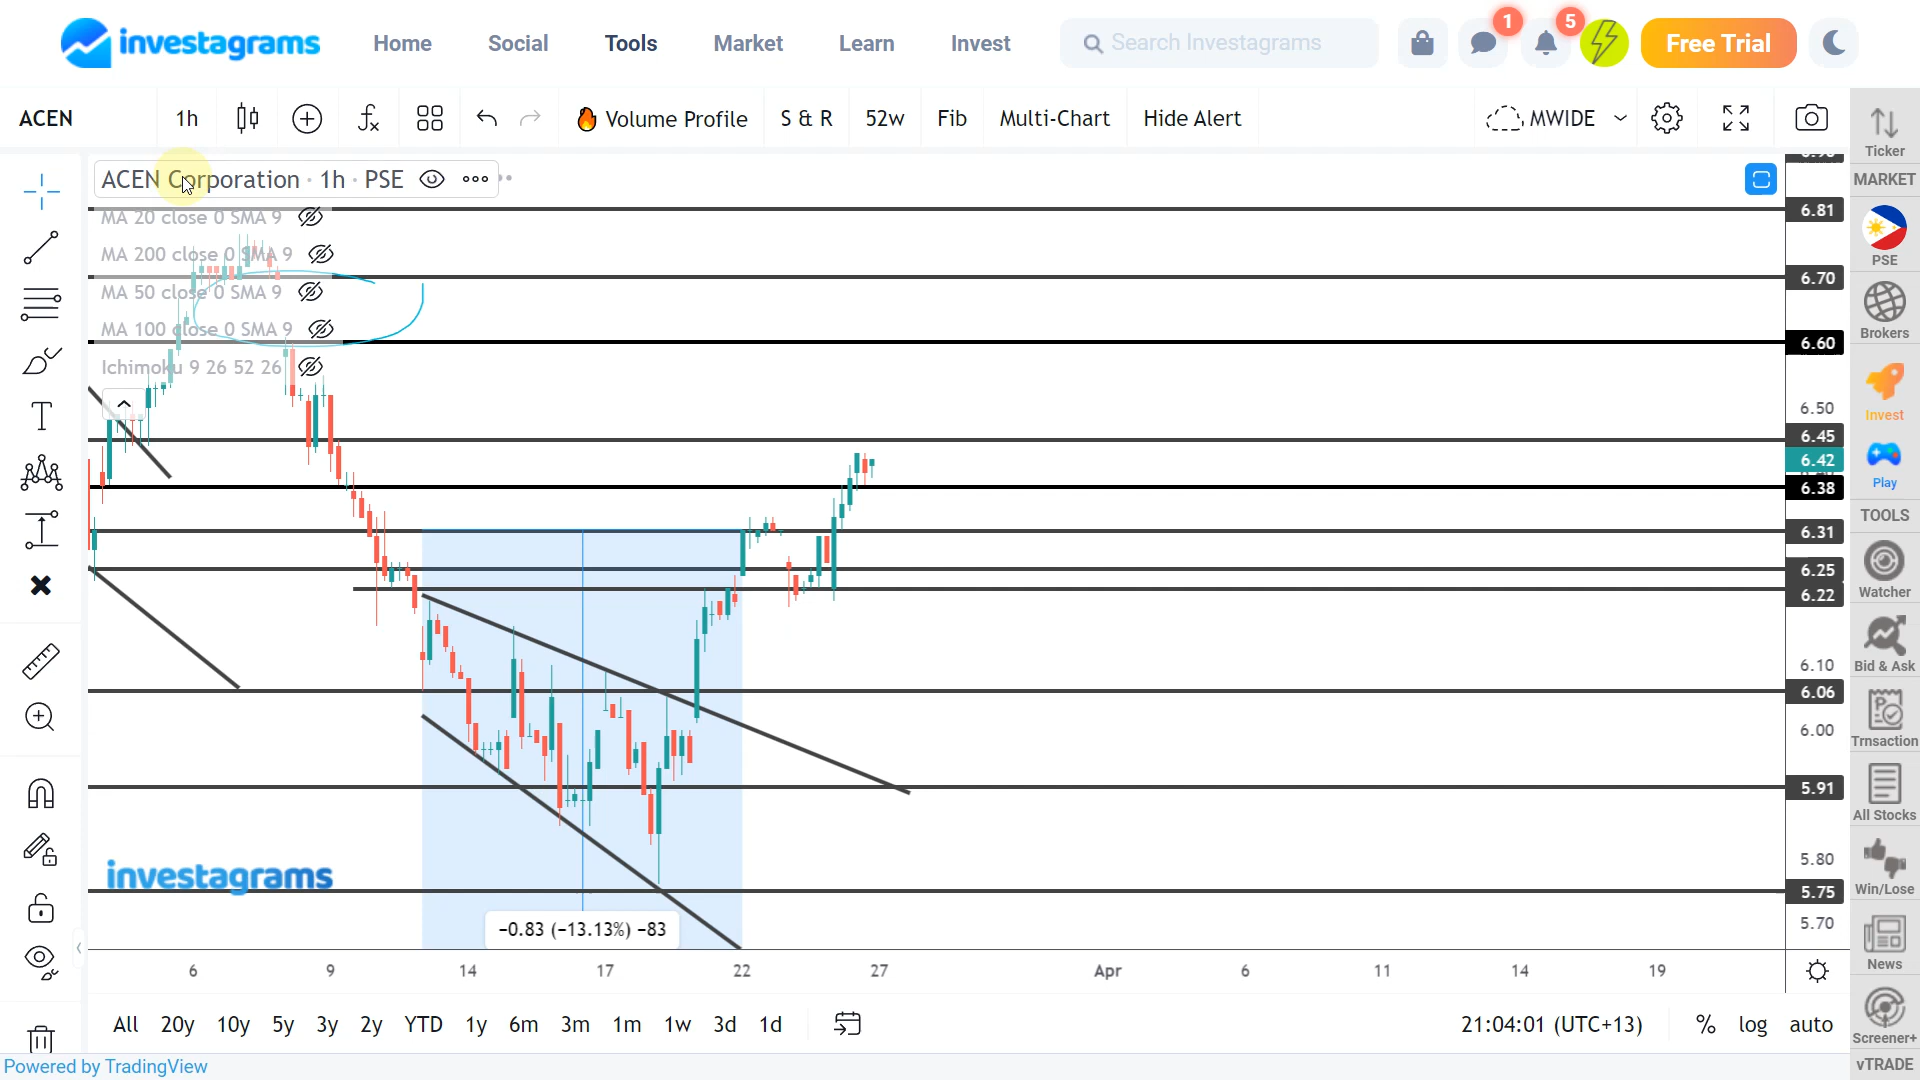 investagrams Home Social Tools Market Learn Invest Search Investagrams 1 5 Free Trial
ACEN 1h Volume Profile S & R 52w Fib Multi-Chart Hide Alert MWIDE
ACEN Corporation · 1h · PSE
MA 20 close 0 SMA 9
MA 200 close 0 SMA 9
MA 50 close 0 SMA 9
MA 100 close 0 SMA 9
Ichimoku 9 26 52 26
6.81
6.70
6.60
6.50
6.45
6.42
6.38
6.31
6.25
6.22
6.10
6.06
6.00
5.91
5.80
5.75
5.70
investagrams
−0.83 (−13.13%) −83
6 9 14 17 22 27 Apr 6 11 14 19
All 20y 10y 5y 3y 2y YTD 1y 6m 3m 1m 1w 3d 1d 21:04:01 (UTC+13) % log auto
Powered by TradingView
Ticker
MARKET
PSE
Brokers
Invest
Play
TOOLS
Watcher
Bid & Ask
Trnsaction
All Stocks
Win/Lose
News
Screener+
vTRADE